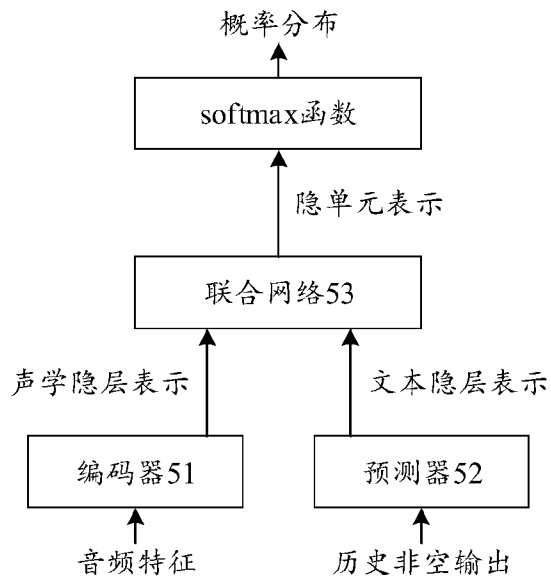 概率分布
softmax函数
隐单元表示
联合网络53
声学隐层表示
文本隐层表示
编码器51
预测器52
音频特征
历史非空输出